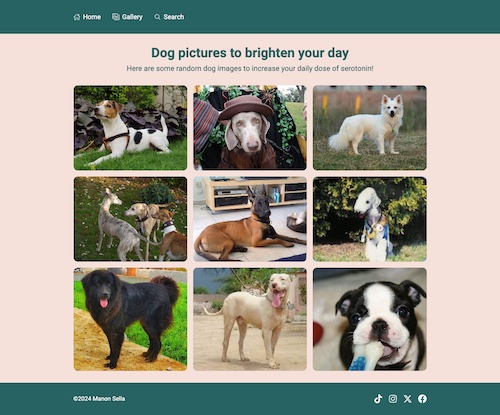 Home Gallery Search
Dog pictures to brighten your day
Here are some random dog images to increase your daily dose of serotonin!
©2024 Manon Sella